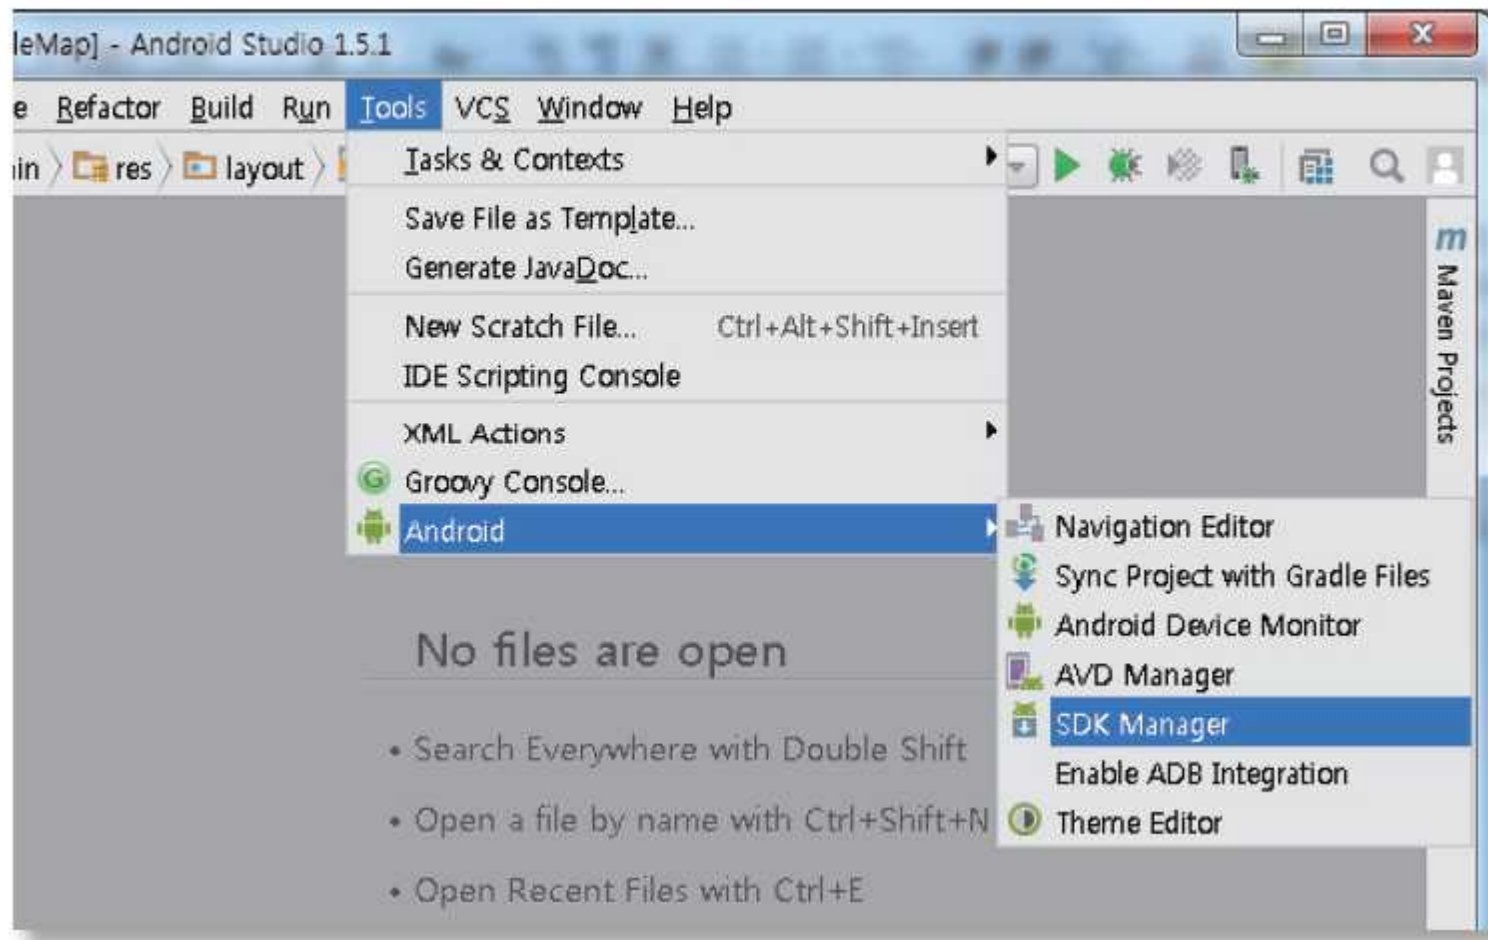 leMap] - Android Studio 1.5.1
e Refactor Build Run Tools VCS Window Help
in res layout
Tasks & Contexts
Save File as Template...
Generate JavaDoc...
New Scratch File... Ctrl+Alt+Shift+Insert
IDE Scripting Console
XML Actions
Groovy Console...
Android
Navigation Editor
Sync Project with Gradle Files
Android Device Monitor
AVD Manager
SDK Manager
Enable ADB Integration
Theme Editor
No files are open
• Search Everywhere with Double Shift
• Open a file by name with Ctrl+Shift+N
• Open Recent Files with Ctrl+E
m Maven Projects